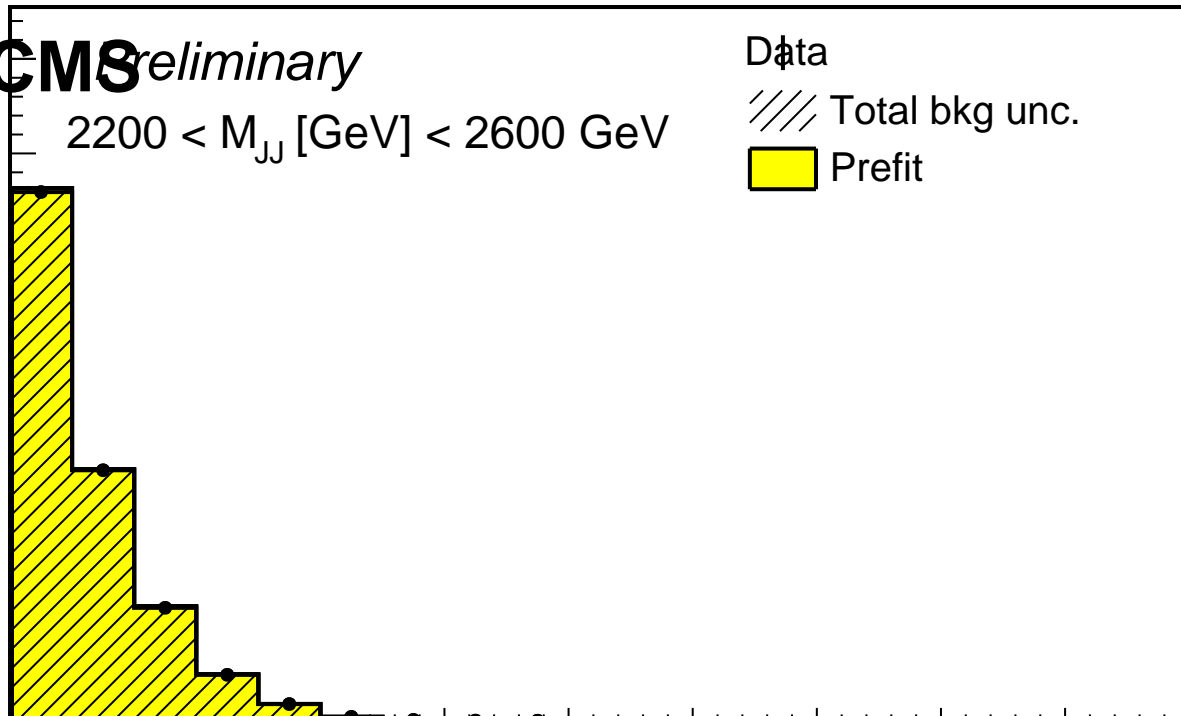 CMS Preliminary
2200 < M_JJ [GeV] < 2600 GeV
Data
Total bkg unc.
Prefit